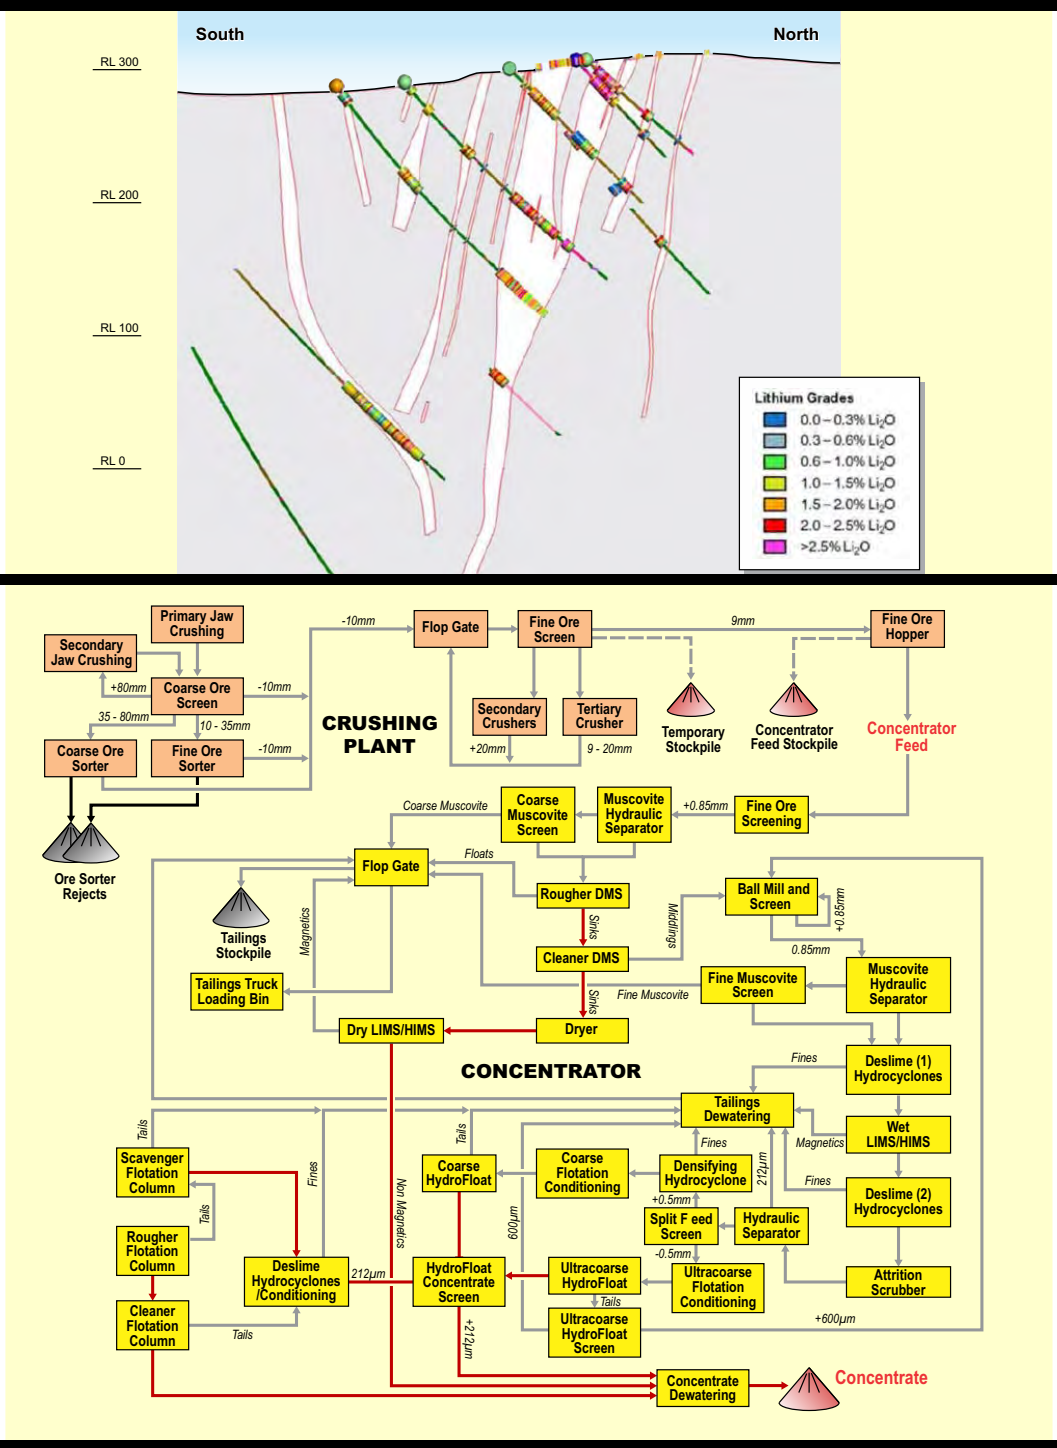 South
North
RL 300
RL 200
RL 100
RL 0
Lithium Grades
0.0 – 0.3% Li₂O
0.3 – 0.6% Li₂O
0.6 – 1.0% Li₂O
1.0 – 1.5% Li₂O
1.5 – 2.0% Li₂O
2.0 – 2.5% Li₂O
>2.5% Li₂O
Primary Jaw
Crushing
Secondary
Jaw Crushing
+80mm
Coarse Ore
Screen
-10mm
35 - 80mm
10 - 35mm
Coarse Ore
Sorter
Fine Ore
Sorter
-10mm
Ore Sorter
Rejects
CRUSHING
PLANT
-10mm
Flop Gate
Fine Ore
Screen
9mm
Fine Ore
Hopper
Secondary
Crushers
Tertiary
Crusher
+20mm
9 - 20mm
Temporary
Stockpile
Concentrator
Feed Stockpile
Concentrator
Feed
Coarse Muscovite
Coarse
Muscovite
Screen
Muscovite
Hydraulic
Separator
+0.85mm
Fine Ore
Screening
Flop Gate
Floats
Rougher DMS
Sinks
Middlings
Ball Mill and
Screen
+0.85mm
0.85mm
Tailings
Stockpile
Magnetics
Cleaner DMS
Sinks
Tailings Truck
Loading Bin
Fine Muscovite
Fine Muscovite
Screen
Muscovite
Hydraulic
Separator
Dry LIMS/HIMS
Dryer
CONCENTRATOR
Fines
Deslime (1)
Hydrocyclones
Tailings
Dewatering
Magnetics
Wet
LIMS/HIMS
Tails
Scavenger
Flotation
Column
Fines
Non Magnetics
Tails
Coarse
HydroFloat
Coarse
Flotation
Conditioning
Fines
Densifying
Hydrocyclone
212µm
Fines
Deslime (2)
Hydrocyclones
Tails
+0.5mm
600µm
Split F eed
Screen
Hydraulic
Separator
Rougher
Flotation
Column
-0.5mm
Deslime
Hydrocyclones
/Conditioning
212µm
HydroFloat
Concentrate
Screen
Ultracoarse
HydroFloat
Ultracoarse
Flotation
Conditioning
Attrition
Scrubber
Cleaner
Flotation
Column
Tails
+212µm
Tails
Ultracoarse
HydroFloat
Screen
+600µm
Concentrate
Dewatering
Concentrate